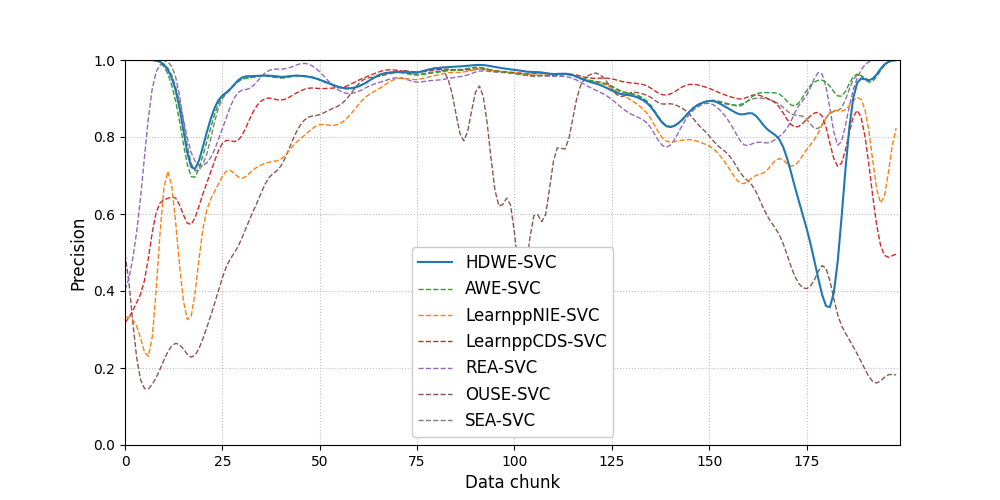 1.0
0.8
0.6
0.4
0.2
0.0
Precision
0 25 50 75 100 125 150 175
Data chunk
HDWE-SVC
AWE-SVC
LearnppNIE-SVC
LearnppCDS-SVC
REA-SVC
OUSE-SVC
SEA-SVC